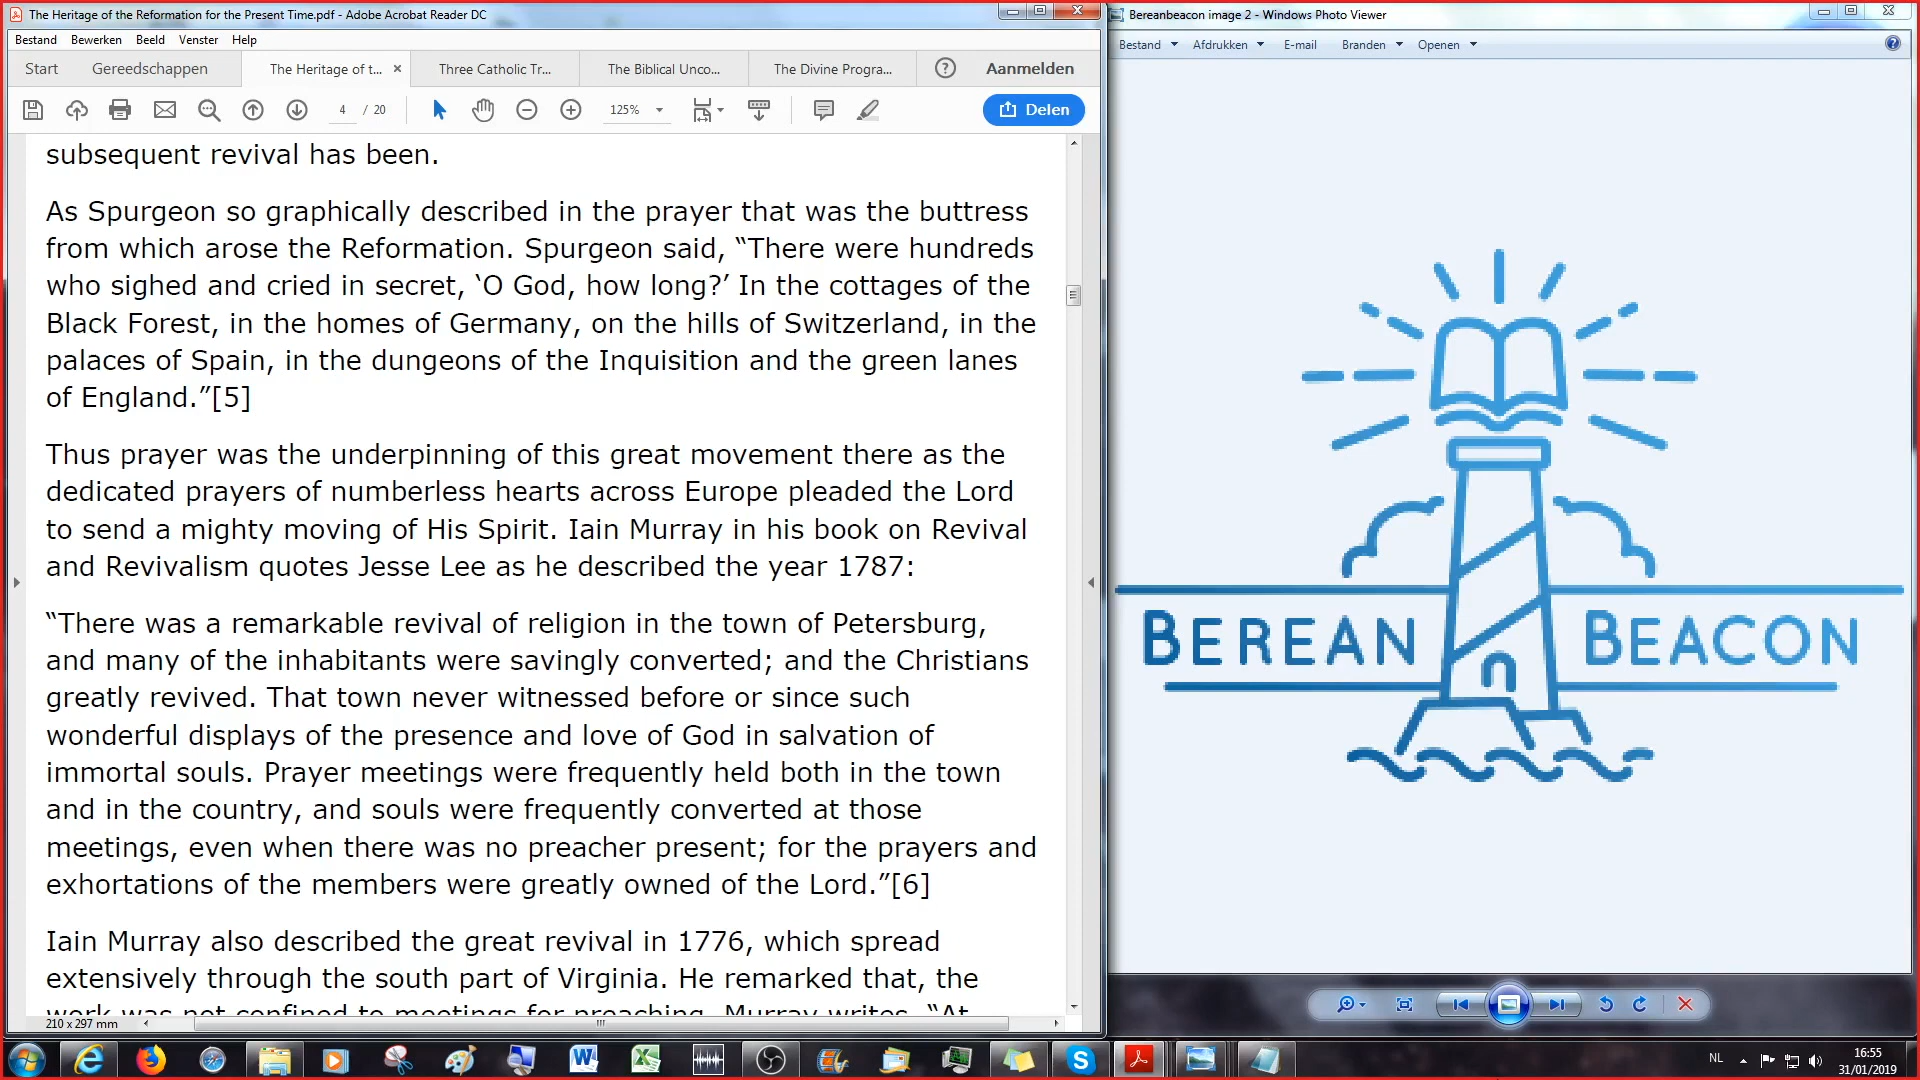 The Heritage of the Reformation for the Present Time.pdf - Adobe Acrobat Reader DC
Bestand Bewerken Beeld Venster Help
Start Gereedschappen The Heritage of t... Three Catholic Tr... The Biblical Unco... The Divine Progra... Aanmelden
4 / 20 125% Delen
subsequent revival has been.
As Spurgeon so graphically described in the prayer that was the buttress
from which arose the Reformation. Spurgeon said, “There were hundreds
who sighed and cried in secret, ‘O God, how long?’ In the cottages of the
Black Forest, in the homes of Germany, on the hills of Switzerland, in the
palaces of Spain, in the dungeons of the Inquisition and the green lanes
of England.”[5]
Thus prayer was the underpinning of this great movement there as the
dedicated prayers of numberless hearts across Europe pleaded the Lord
to send a mighty moving of His Spirit. Iain Murray in his book on Revival
and Revivalism quotes Jesse Lee as he described the year 1787:
“There was a remarkable revival of religion in the town of Petersburg,
and many of the inhabitants were savingly converted; and the Christians
greatly revived. That town never witnessed before or since such
wonderful displays of the presence and love of God in salvation of
immortal souls. Prayer meetings were frequently held both in the town
and in the country, and souls were frequently converted at those
meetings, even when there was no preacher present; for the prayers and
exhortations of the members were greatly owned of the Lord.”[6]
Iain Murray also described the great revival in 1776, which spread
extensively through the south part of Virginia. He remarked that, the
work was not confined to meetings for preaching. Murray writes, “At
210 x 297 mm
Bereanbeacon image 2 - Windows Photo Viewer
Bestand Afdrukken E-mail Branden Openen
BEREAN BEACON
NL
16:55
31/01/2019